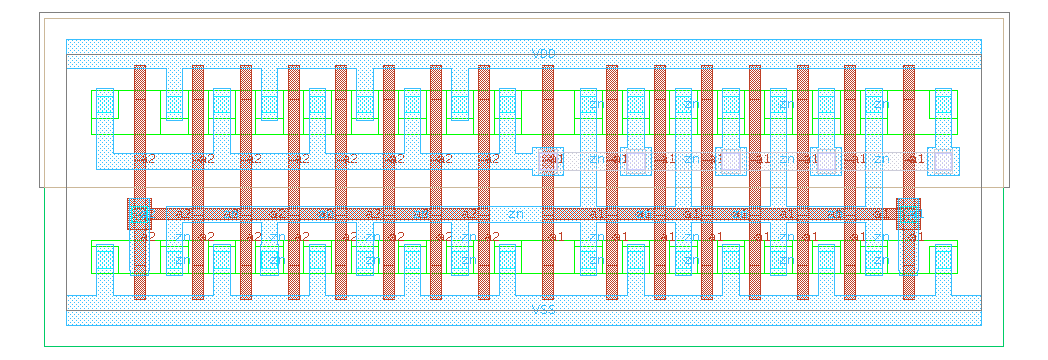 VDD
zn zn zn zn
a2 a2 a2 a2 a2 a2 a2 a2 a1 zn a1 a1 zn a1 a1 zn a1 a1 zn a1
a2 a2 a2 a2 a2 a2 zn a1 a1 a1 a1 a1 a1
a2 zn a2 a2 zn a2 a2 zn a2 a2 zn a2 a1 zn a1 a1 zn a1 a1 zn a1 a1 zn a1
zn zn zn zn zn zn zn zn
VSS